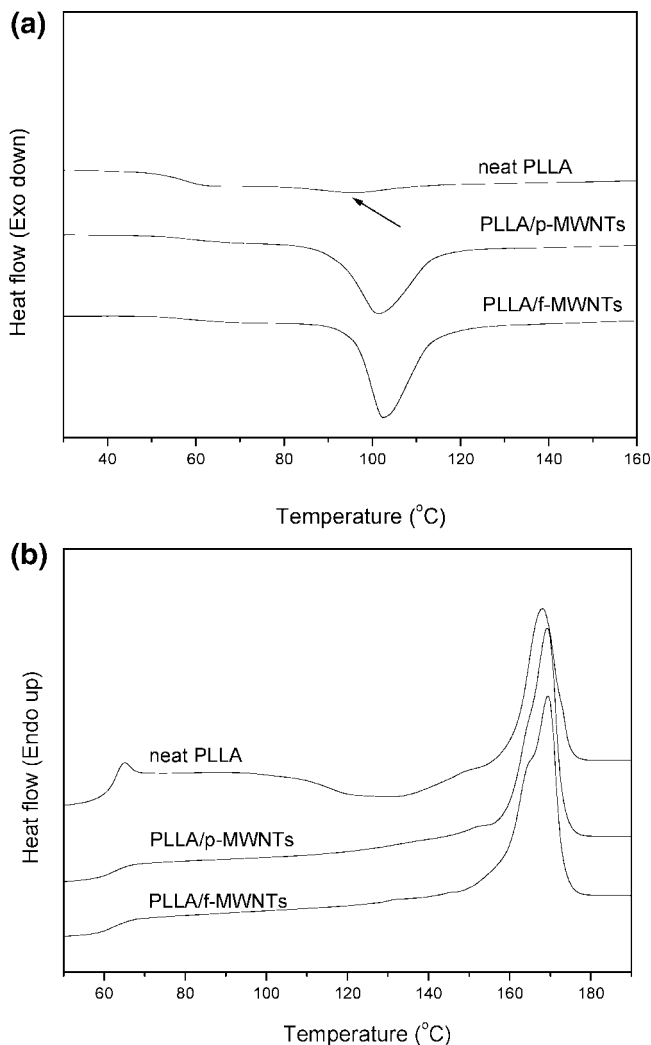 (a)
Heat flow (Exo down)
neat PLLA
PLLA/p-MWNTs
PLLA/f-MWNTs
40 60 80 100 120 140 160
Temperature (°C)
(b)
Heat flow (Endo up)
neat PLLA
PLLA/p-MWNTs
PLLA/f-MWNTs
60 80 100 120 140 160 180
Temperature (°C)